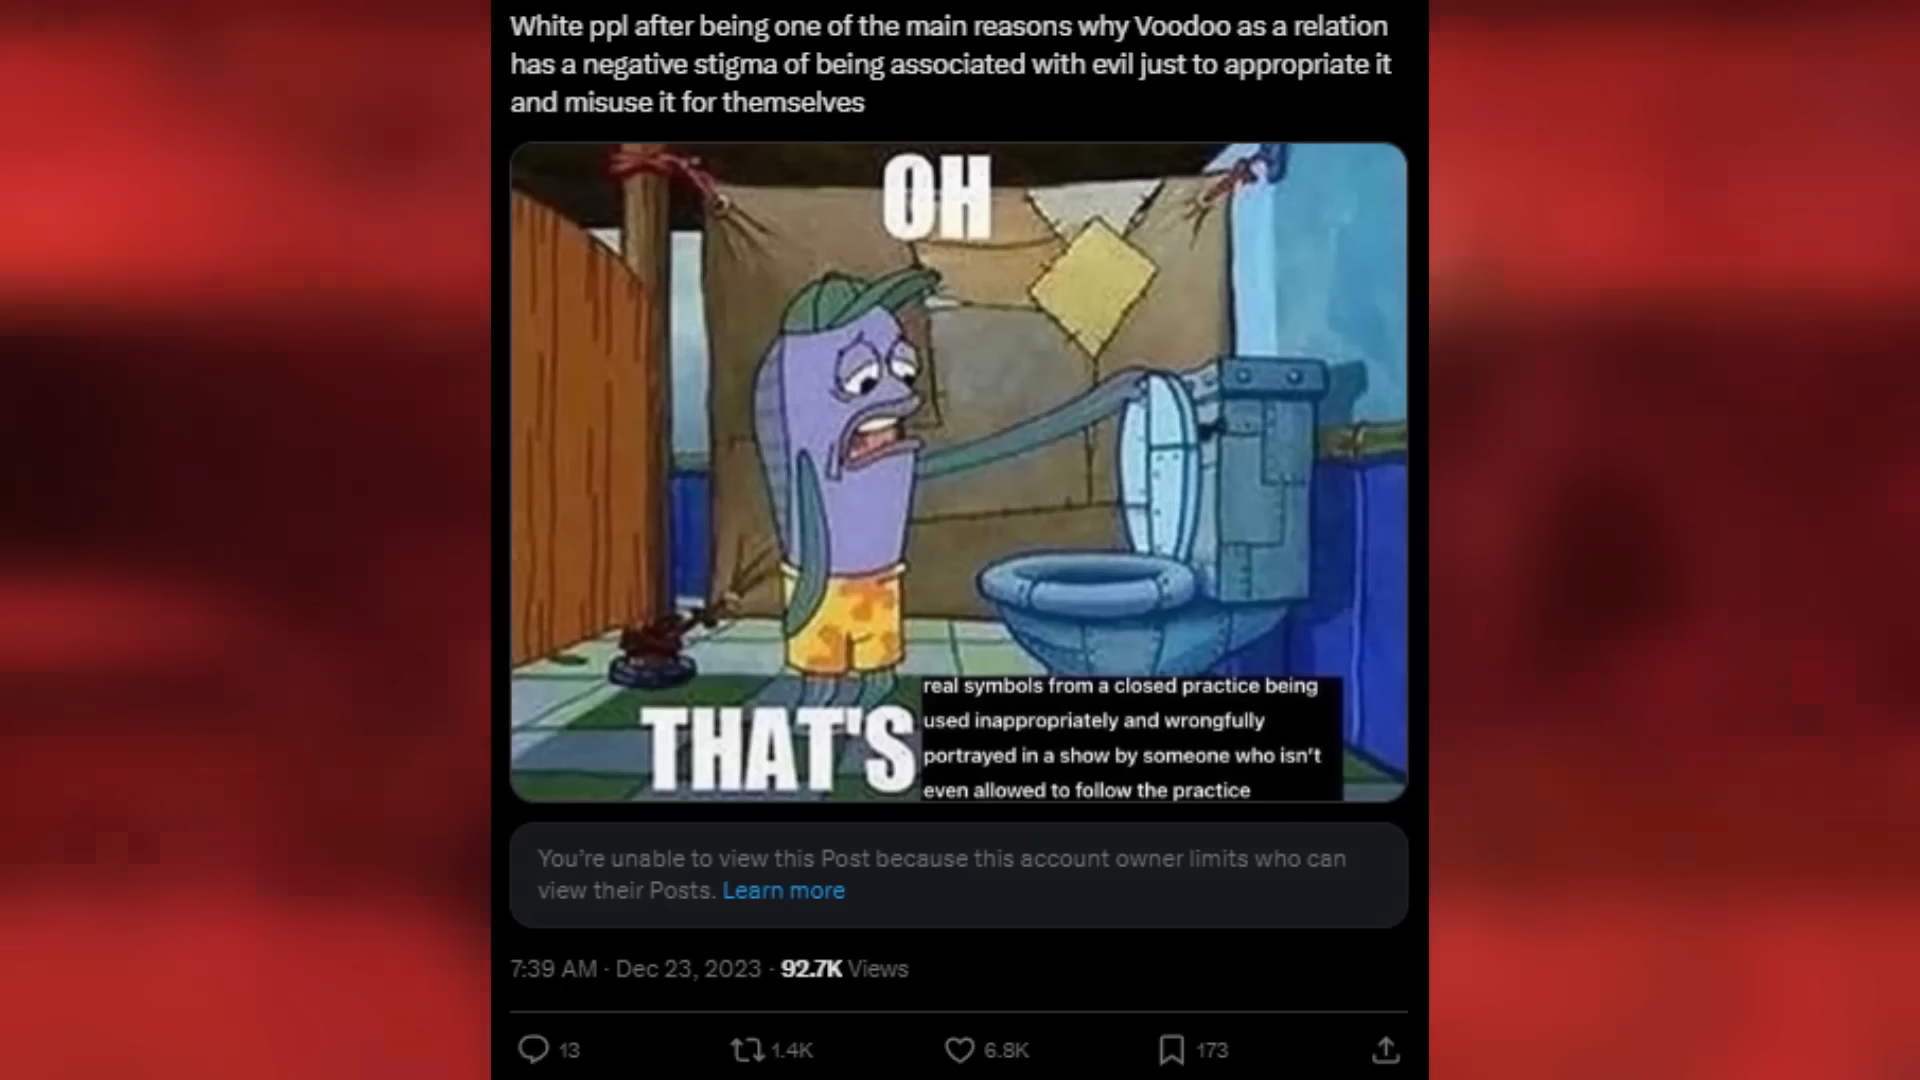 White ppl after being one of the main reasons why Voodoo as a relation
has a negative stigma of being associated with evil just to appropriate it
and misuse it for themselves
OH
THAT'S
real symbols from a closed practice being
used inappropriately and wrongfully
portrayed in a show by someone who isn't
even allowed to follow the practice
You're unable to view this Post because this account owner limits who can
view their Posts. Learn more
7:39 AM · Dec 23, 2023 · 92.7K Views
13 1.4K 6.8K 173